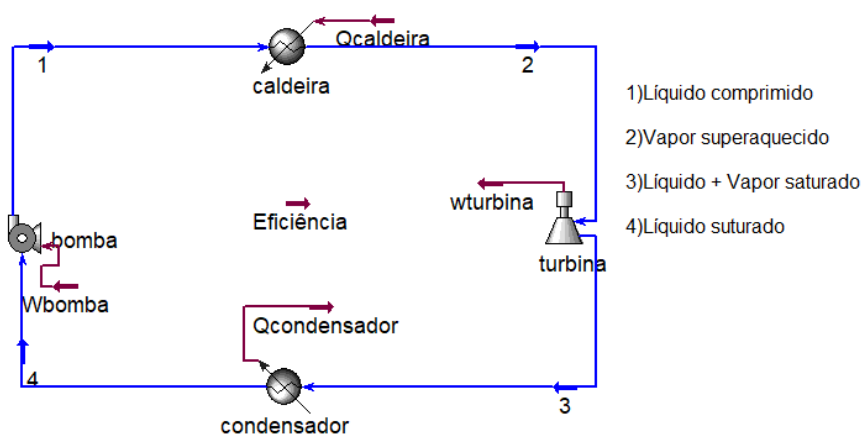 Qcaldeira
1
2
caldeira
1)Líquido comprimido
2)Vapor superaquecido
3)Líquido + Vapor saturado
4)Líquido suturado
wturbina
Eficiência
bomba
turbina
Wbomba
Qcondensador
4
3
condensador